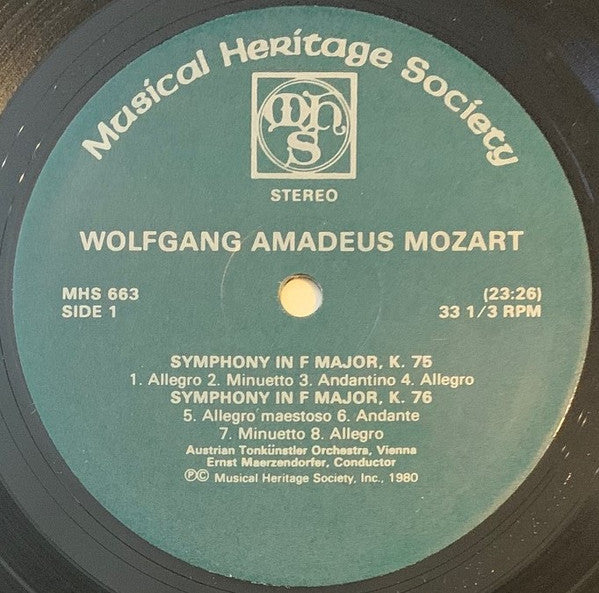 Musical Heritage Society
MHS
STEREO
WOLFGANG AMADEUS MOZART
MHS 663 (23:26)
SIDE 1 33 1/3 RPM
SYMPHONY IN F MAJOR, K. 75
1. Allegro 2. Minuetto 3. Andantino 4. Allegro
SYMPHONY IN F MAJOR, K. 76
5. Allegro maestoso 6. Andante
7. Minuetto 8. Allegro
Austrian Tonkünstler Orchestra, Vienna
Ernst Maerzendorfer, Conductor
℗© Musical Heritage Society, Inc., 1980